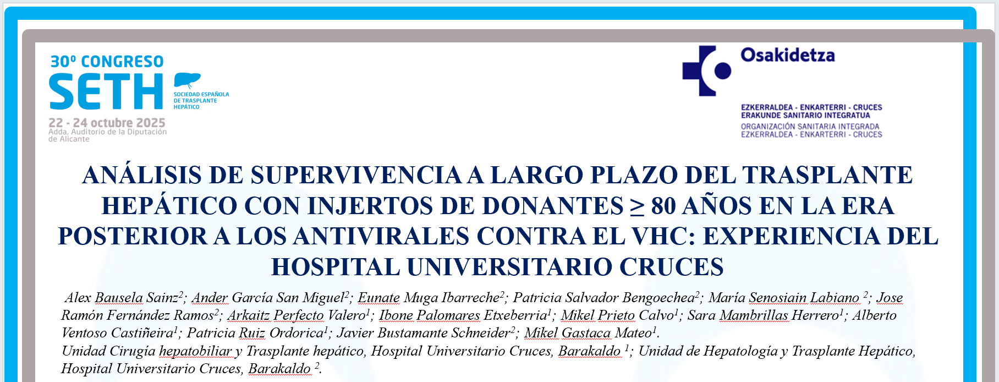 30º CONGRESO
SETH
SOCIEDAD ESPAÑOLA
DE TRASPLANTE
HEPÁTICO
22 - 24 octubre 2025
Adda, Auditorio de la Diputación
de Alicante
Osakidetza
EZKERRALDEA - ENKARTERRI - CRUCES
ERAKUNDE SANITARIO INTEGRATUA
ORGANIZACIÓN SANITARIA INTEGRADA
EZKERRALDEA - ENKARTERRI - CRUCES
ANÁLISIS DE SUPERVIVENCIA A LARGO PLAZO DEL TRASPLANTE
HEPÁTICO CON INJERTOS DE DONANTES ≥ 80 AÑOS EN LA ERA
POSTERIOR A LOS ANTIVIRALES CONTRA EL VHC: EXPERIENCIA DEL
HOSPITAL UNIVERSITARIO CRUCES
Alex Bausela Sainz²; Ander García San Miguel²; Eunate Muga Ibarreche²; Patricia Salvador Bengoechea²; María Senosiain Labiano ²; Jose
Ramón Fernández Ramos²; Arkaitz Perfecto Valero¹; Ibone Palomares Etxeberria¹; Mikel Prieto Calvo¹; Sara Mambrillas Herrero¹; Alberto
Ventoso Castiñeira¹; Patricia Ruiz Ordorica¹; Javier Bustamante Schneider²; Mikel Gastaca Mateo¹.
Unidad Cirugía hepatobiliar y Trasplante hepático, Hospital Universitario Cruces, Barakaldo ¹; Unidad de Hepatología y Trasplante Hepático,
Hospital Universitario Cruces, Barakaldo ².